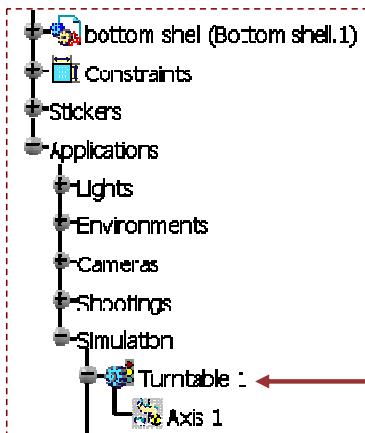 bottom shel (Bottom shell.1)
Constraints
Stickers
Applications
Lights
Environments
Cameras
Shootings
Simulation
Turntable 1
Axis 1